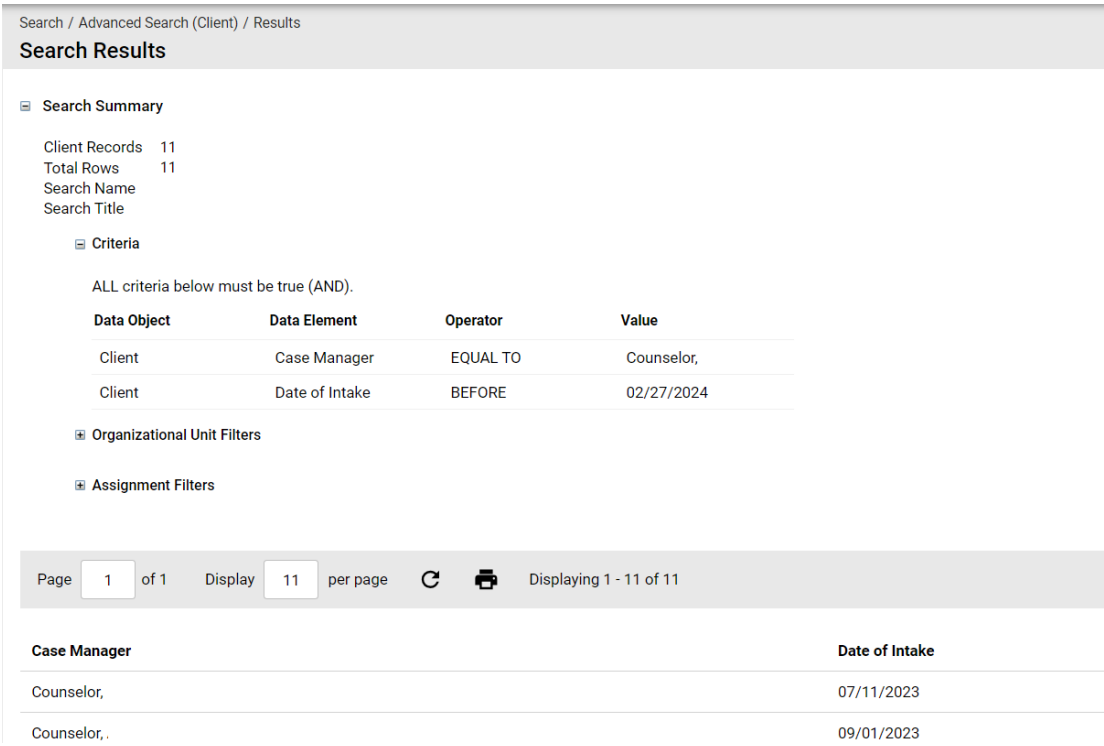 Search / Advanced Search (Client) / Results
Search Results
Search Summary
Client Records 11
Total Rows 11
Search Name
Search Title
Criteria
ALL criteria below must be true (AND).
Data Object Data Element Operator Value
Client Case Manager EQUAL TO Counselor,
Client Date of Intake BEFORE 02/27/2024
Organizational Unit Filters
Assignment Filters
Page 1 of 1 Display 11 per page Displaying 1 - 11 of 11
Case Manager Date of Intake
Counselor, 07/11/2023
Counselor, . 09/01/2023